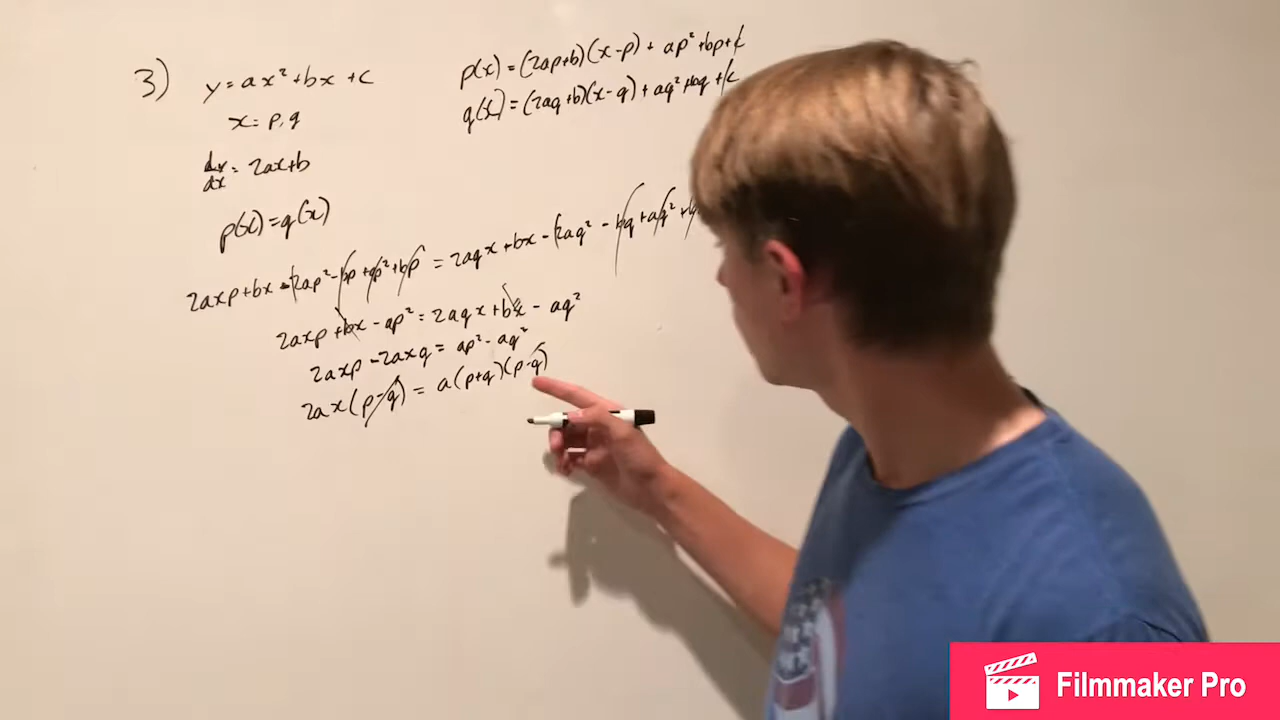 3)
y = ax² + bx + c
x = p, q
dy/dx = 2ax+b
p(x) = q(x)
p(x) = (2ap+b)(x-p) + ap² + bp + c
q(x) = (2aq+b)(x-q) + aq² + bq + c
2axp + bx - 2ap² - bp + ap² + bp = 2aqx + bx - 2aq² - bq + aq² +
2axp + bx - ap² = 2aqx + bx - aq²
2axp - 2axq = ap² - aq²
2ax(p-q) = a(p+q)(p-q)
Filmmaker Pro